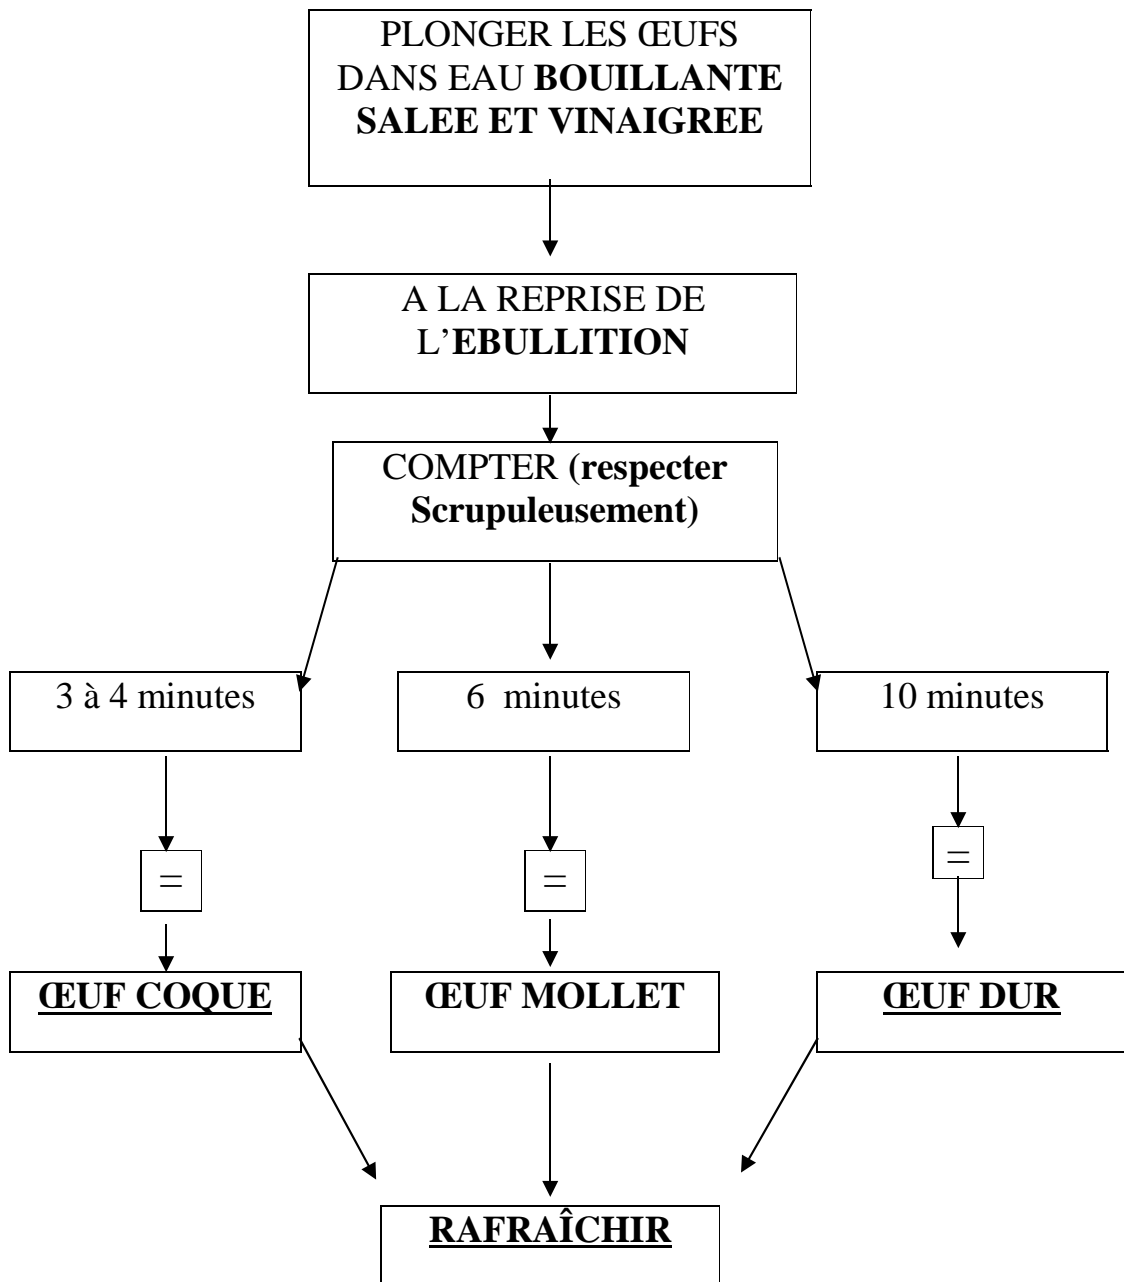 PLONGER LES ŒUFS
DANS EAU BOUILLANTE
SALEE ET VINAIGREE
A LA REPRISE DE
L’EBULLITION
COMPTER (respecter
Scrupuleusement)
3 à 4 minutes
6 minutes
10 minutes
=
=
=
ŒUF COQUE
ŒUF MOLLET
ŒUF DUR
RAFRAÎCHIR